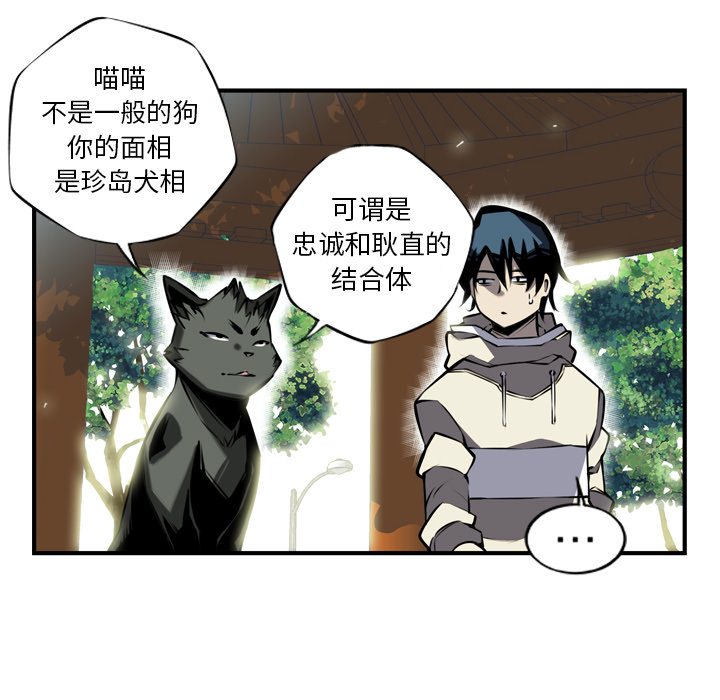 喵喵
不是一般的狗
你的面相
是珍岛犬相
可谓是
忠诚和耿直的
结合体
...